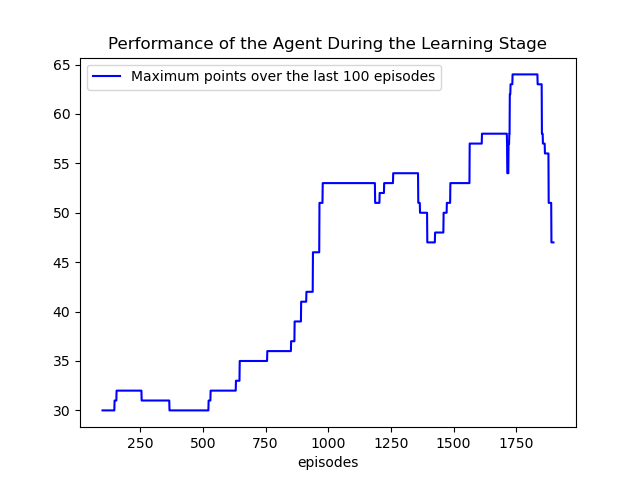 Performance of the Agent During the Learning Stage
Maximum points over the last 100 episodes
65
60
55
50
45
40
35
30
250 500 750 1000 1250 1500 1750
episodes